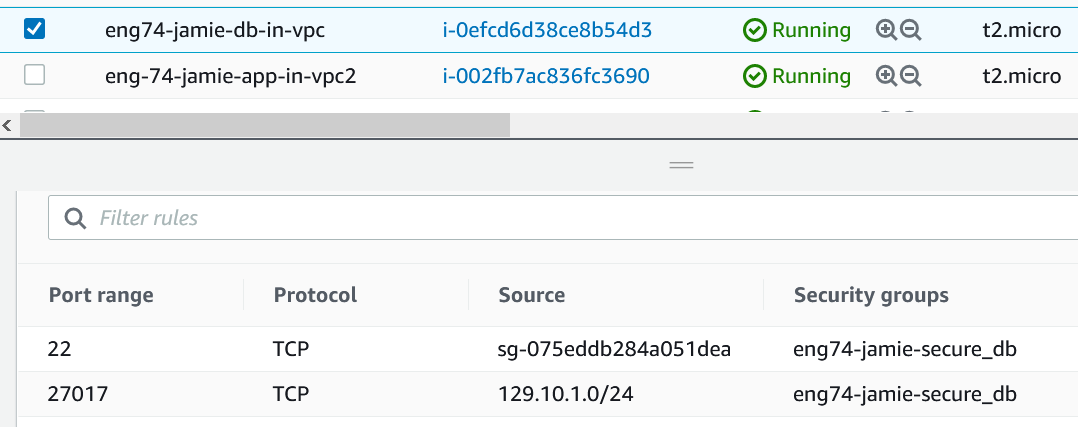 eng74-jamie-db-in-vpc i-0efcd6d38ce8b54d3 Running t2.micro
eng-74-jamie-app-in-vpc2 i-002fb7ac836fc3690 Running t2.micro
Filter rules
Port range Protocol Source Security groups
22 TCP sg-075eddb284a051dea eng74-jamie-secure_db
27017 TCP 129.10.1.0/24 eng74-jamie-secure_db